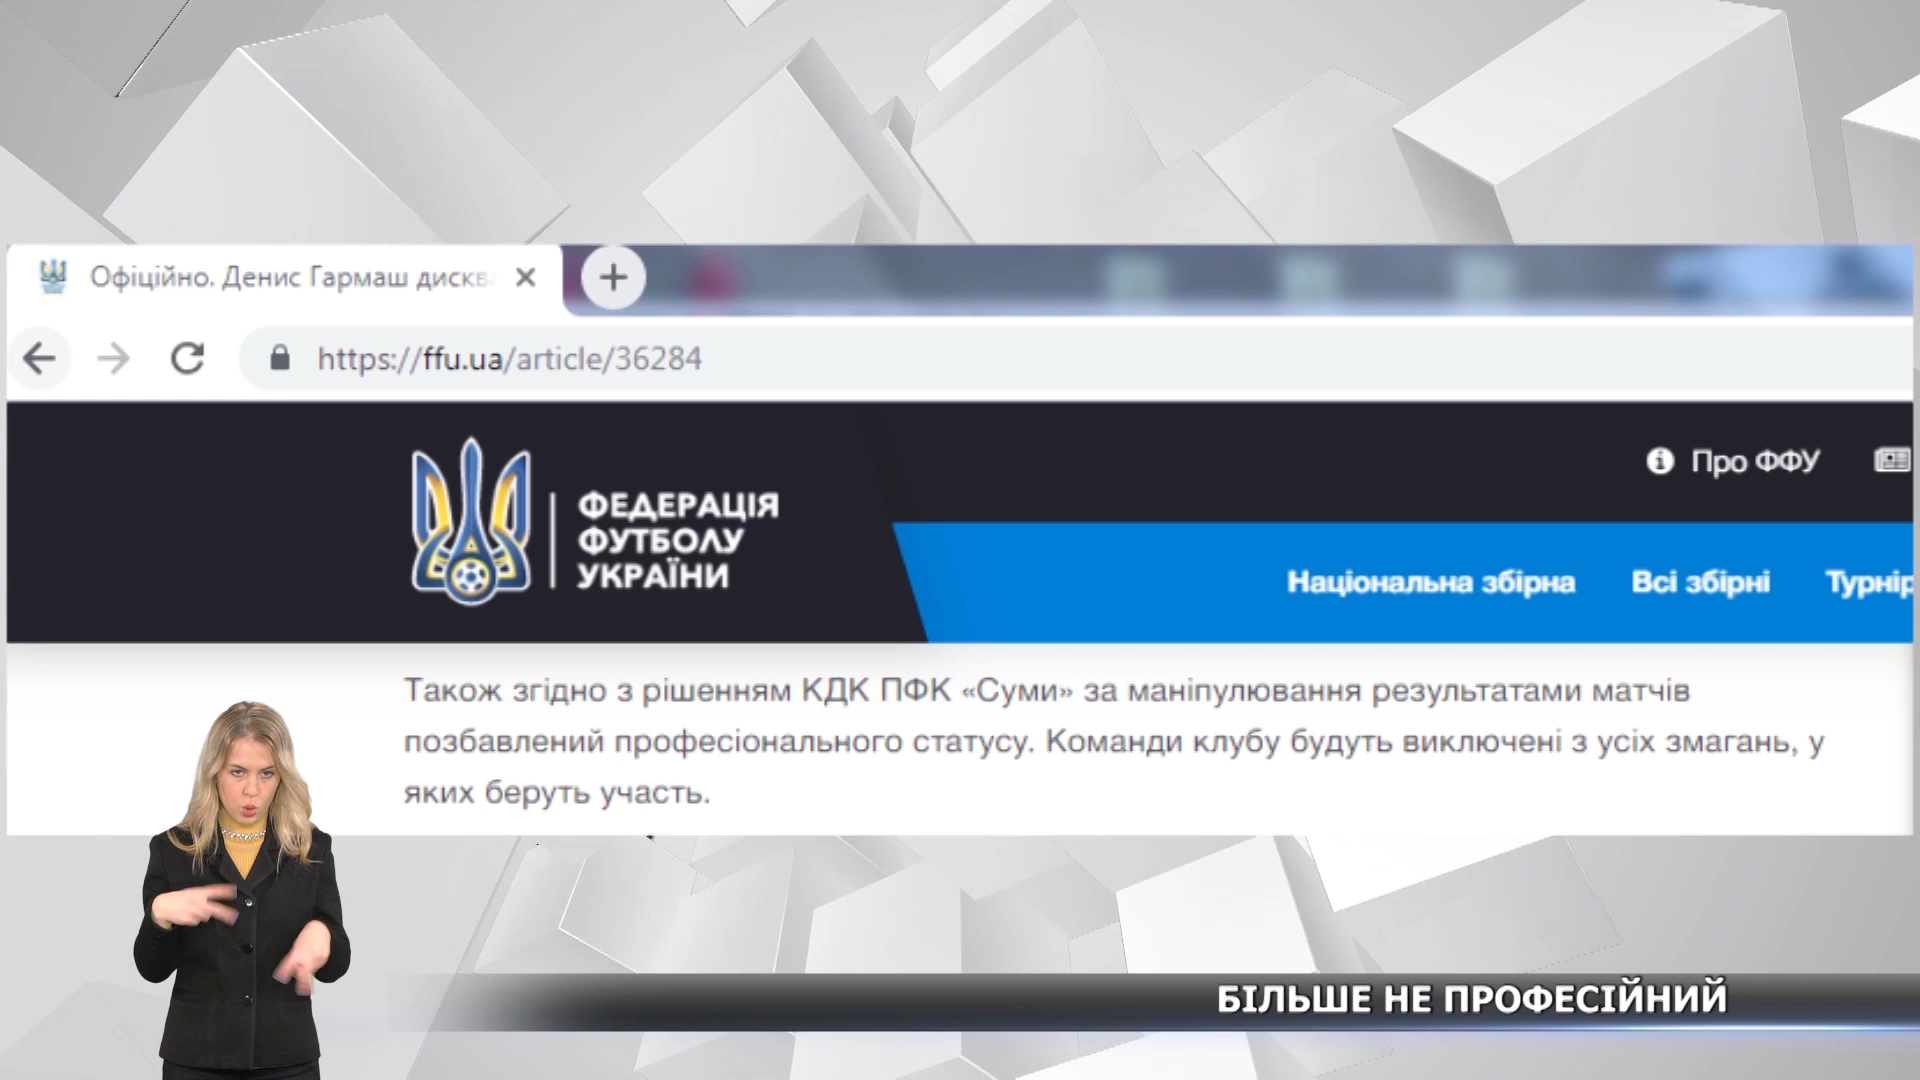 Офіційно. Денис Гармаш диск
https://ffu.ua/article/36284
ФЕДЕРАЦІЯ
ФУТБОЛУ
УКРАЇНИ
Про ФФУ
Національна збірна Всі збірні Турнір
Також згідно з рішенням КДК ПФК «Суми» за маніпулювання результатами матчів
позбавлений професіонального статусу. Команди клубу будуть виключені з усіх змагань, у
яких беруть участь.
БІЛЬШЕ НЕ ПРОФЕСІЙНИЙ